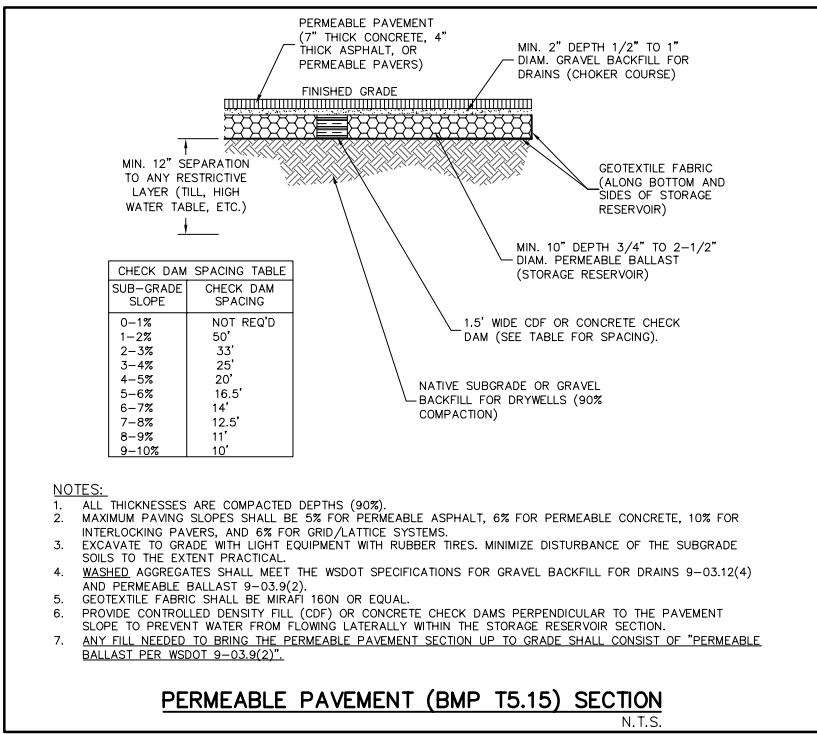 PERMEABLE PAVEMENT
(7" THICK CONCRETE, 4"
THICK ASPHALT, OR
PERMEABLE PAVERS)
MIN. 2" DEPTH 1/2" TO 1"
DIAM. GRAVEL BACKFILL FOR
DRAINS (CHOKER COURSE)
FINISHED GRADE
MIN. 12" SEPARATION
TO ANY RESTRICTIVE
LAYER (TILL, HIGH
WATER TABLE, ETC.)
GEOTEXTILE FABRIC
(ALONG BOTTOM AND
SIDES OF STORAGE
RESERVOIR)
MIN. 10" DEPTH 3/4" TO 2-1/2"
DIAM. PERMEABLE BALLAST
(STORAGE RESERVOIR)
1.5' WIDE CDF OR CONCRETE CHECK
DAM (SEE TABLE FOR SPACING).
NATIVE SUBGRADE OR GRAVEL
BACKFILL FOR DRYWELLS (90%
COMPACTION)
CHECK DAM SPACING TABLE
SUB-GRADE SLOPE CHECK DAM SPACING
0-1% NOT REQ'D
1-2% 50'
2-3% 33'
3-4% 25'
4-5% 20'
5-6% 16.5'
6-7% 14'
7-8% 12.5'
8-9% 11'
9-10% 10'
NOTES:
1. ALL THICKNESSES ARE COMPACTED DEPTHS (90%).
2. MAXIMUM PAVING SLOPES SHALL BE 5% FOR PERMEABLE ASPHALT, 6% FOR PERMEABLE CONCRETE, 10% FOR
INTERLOCKING PAVERS, AND 6% FOR GRID/LATTICE SYSTEMS.
3. EXCAVATE TO GRADE WITH LIGHT EQUIPMENT WITH RUBBER TIRES. MINIMIZE DISTURBANCE OF THE SUBGRADE
SOILS TO THE EXTENT PRACTICAL.
4. WASHED AGGREGATES SHALL MEET THE WSDOT SPECIFICATIONS FOR GRAVEL BACKFILL FOR DRAINS 9-03.12(4)
AND PERMEABLE BALLAST 9-03.9(2).
5. GEOTEXTILE FABRIC SHALL BE MIRAFI 160N OR EQUAL.
6. PROVIDE CONTROLLED DENSITY FILL (CDF) OR CONCRETE CHECK DAMS PERPENDICULAR TO THE PAVEMENT
SLOPE TO PREVENT WATER FROM FLOWING LATERALLY WITHIN THE STORAGE RESERVOIR SECTION.
7. ANY FILL NEEDED TO BRING THE PERMEABLE PAVEMENT SECTION UP TO GRADE SHALL CONSIST OF "PERMEABLE
BALLAST PER WSDOT 9-03.9(2)".
PERMEABLE PAVEMENT (BMP T5.15) SECTION
N.T.S.